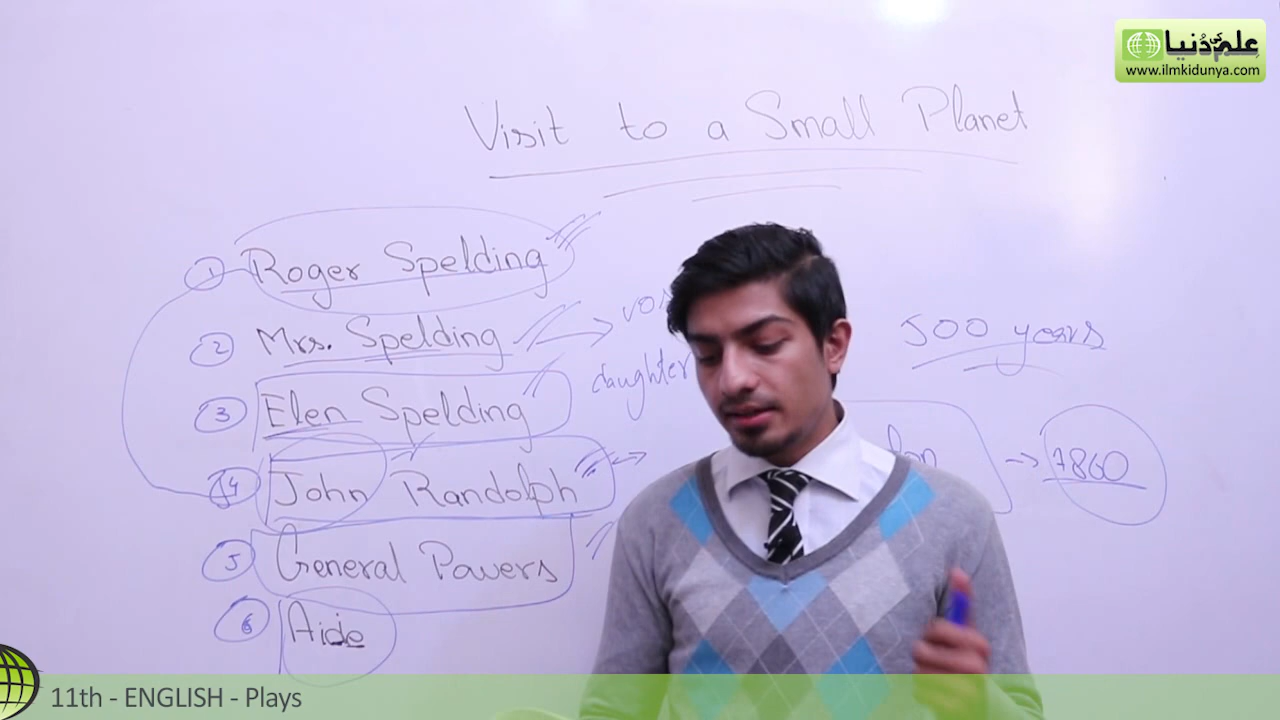 علم کی دنیا
www.ilmkidunya.com
Visit to a Small Planet
1 Roger Spelding
2 Mrs. Spelding
daughter
500 years
3 Elen Spelding
4 John Randolph
7860
5 General Powers
6 Aide
11th - ENGLISH - Plays